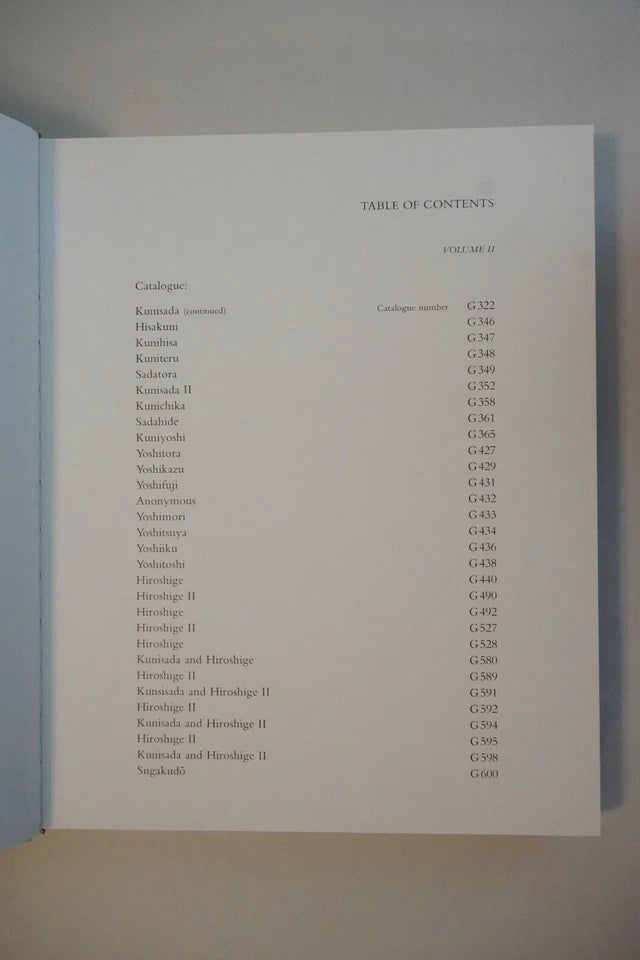 TABLE OF CONTENTS
VOLUME II
Catalogue:
Kunisada (continued) Catalogue number G 322
Hisakuni G 346
Kunihisa G 347
Kuniteru G 348
Sadatora G 349
Kunisada II G 352
Kunichika G 358
Sadahide G 361
Kuniyoshi G 365
Yoshitora G 427
Yoshikazu G 429
Yoshifuji G 431
Anonymous G 432
Yoshimori G 433
Yoshitsuya G 434
Yoshiiku G 436
Yoshitoshi G 438
Hiroshige G 440
Hiroshige II G 490
Hiroshige G 492
Hiroshige II G 527
Hiroshige G 528
Kunisada and Hiroshige G 580
Hiroshige II G 589
Kunsisada and Hiroshige II G 591
Hiroshige II G 592
Kunisada and Hiroshige II G 594
Hiroshige II G 595
Kunisada and Hiroshige II G 598
Sugakudō G 600